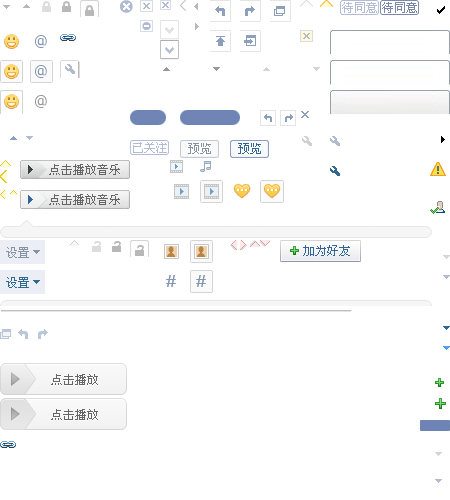 待同意 待同意
@
@
@
已关注 预览 预览
点击播放音乐
点击播放音乐
设置 加为好友
设置 # #
点击播放
点击播放